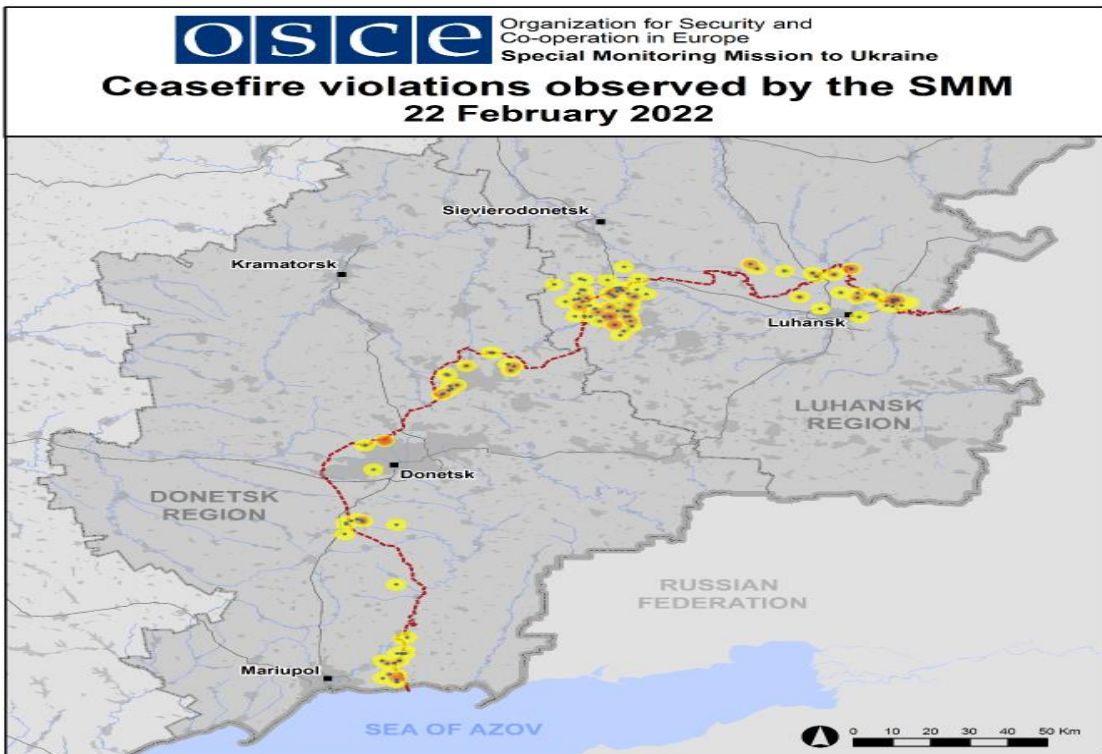 osce
Organization for Security and
Co-operation in Europe
Special Monitoring Mission to Ukraine
Ceasefire violations observed by the SMM
22 February 2022
Sievierodonetsk
Kramatorsk
Luhansk
LUHANSK
REGION
Donetsk
DONETSK
REGION
RUSSIAN
FEDERATION
Mariupol
SEA OF AZOV
0 10 20 30 40 50 Km